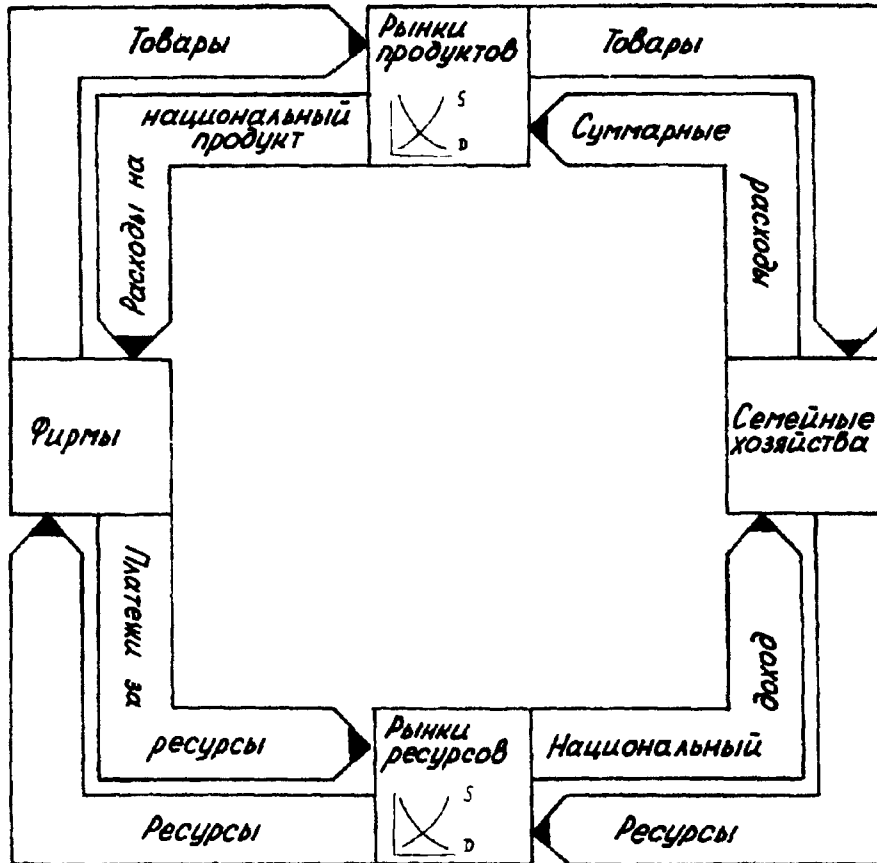 Товары
Рынки
продуктов
Товары
S
D
национальный
продукт
Расходы на
Суммарные
расходы
Фирмы
Семейные
хозяйства
Платежи за
ресурсы
Рынки
ресурсов
S
D
Национальный
доход
Ресурсы
Ресурсы